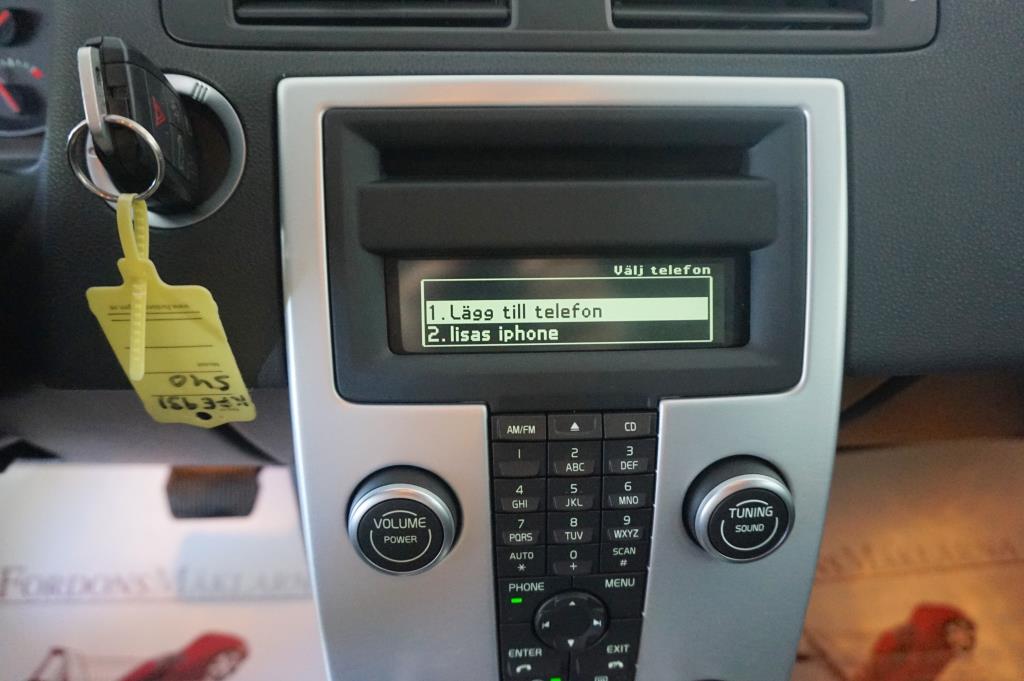 Välj telefon
1. Lägg till telefon
2. lisas iphone
AM/FM
CD
1
2
ABC
3
DEF
4
GHI
5
JKL
6
MNO
7
PQRS
8
TUV
9
WXYZ
AUTO
*
0
+
SCAN
#
PHONE
MENU
ENTER
EXIT
VOLUME
POWER
TUNING
SOUND
S40
FORDONSMÄKLARN